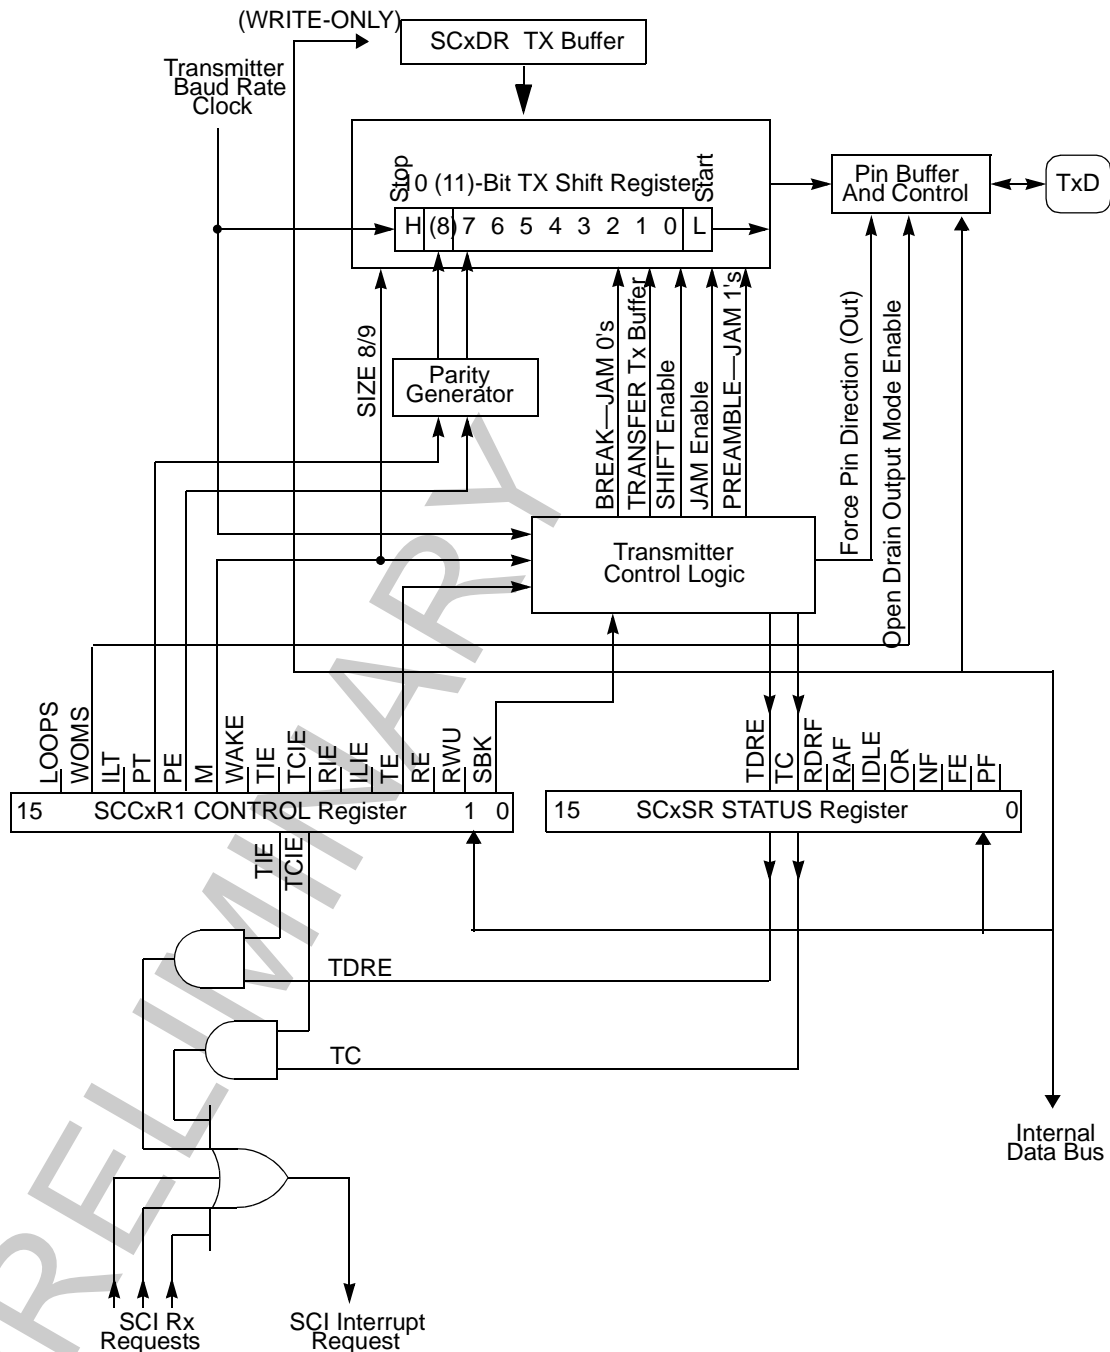 (WRITE-ONLY)
SCxDR TX Buffer
Transmitter
Baud Rate
Clock
Stop
10 (11)-Bit TX Shift Register
Start
H (8) 7 6 5 4 3 2 1 0 L
Pin Buffer
And Control
TxD
SIZE 8/9
Parity
Generator
BREAK—JAM 0's
TRANSFER Tx Buffer
SHIFT Enable
JAM Enable
PREAMBLE—JAM 1's
Force Pin Direction (Out)
Open Drain Output Mode Enable
Transmitter
Control Logic
LOOPS
WOMS
ILT
PT
PE
M
WAKE
TIE
TCIE
RIE
ILIE
TE
RE
RWU
SBK
TDRE
TC
RDRF
RAF
IDLE
OR
NF
FE
PF
15 SCCxR1 CONTROL Register 1 0
15 SCxSR STATUS Register 0
TIE
TCIE
TDRE
TC
Internal
Data Bus
SCI Rx
Requests
SCI Interrupt
Request
PRELIMINARY